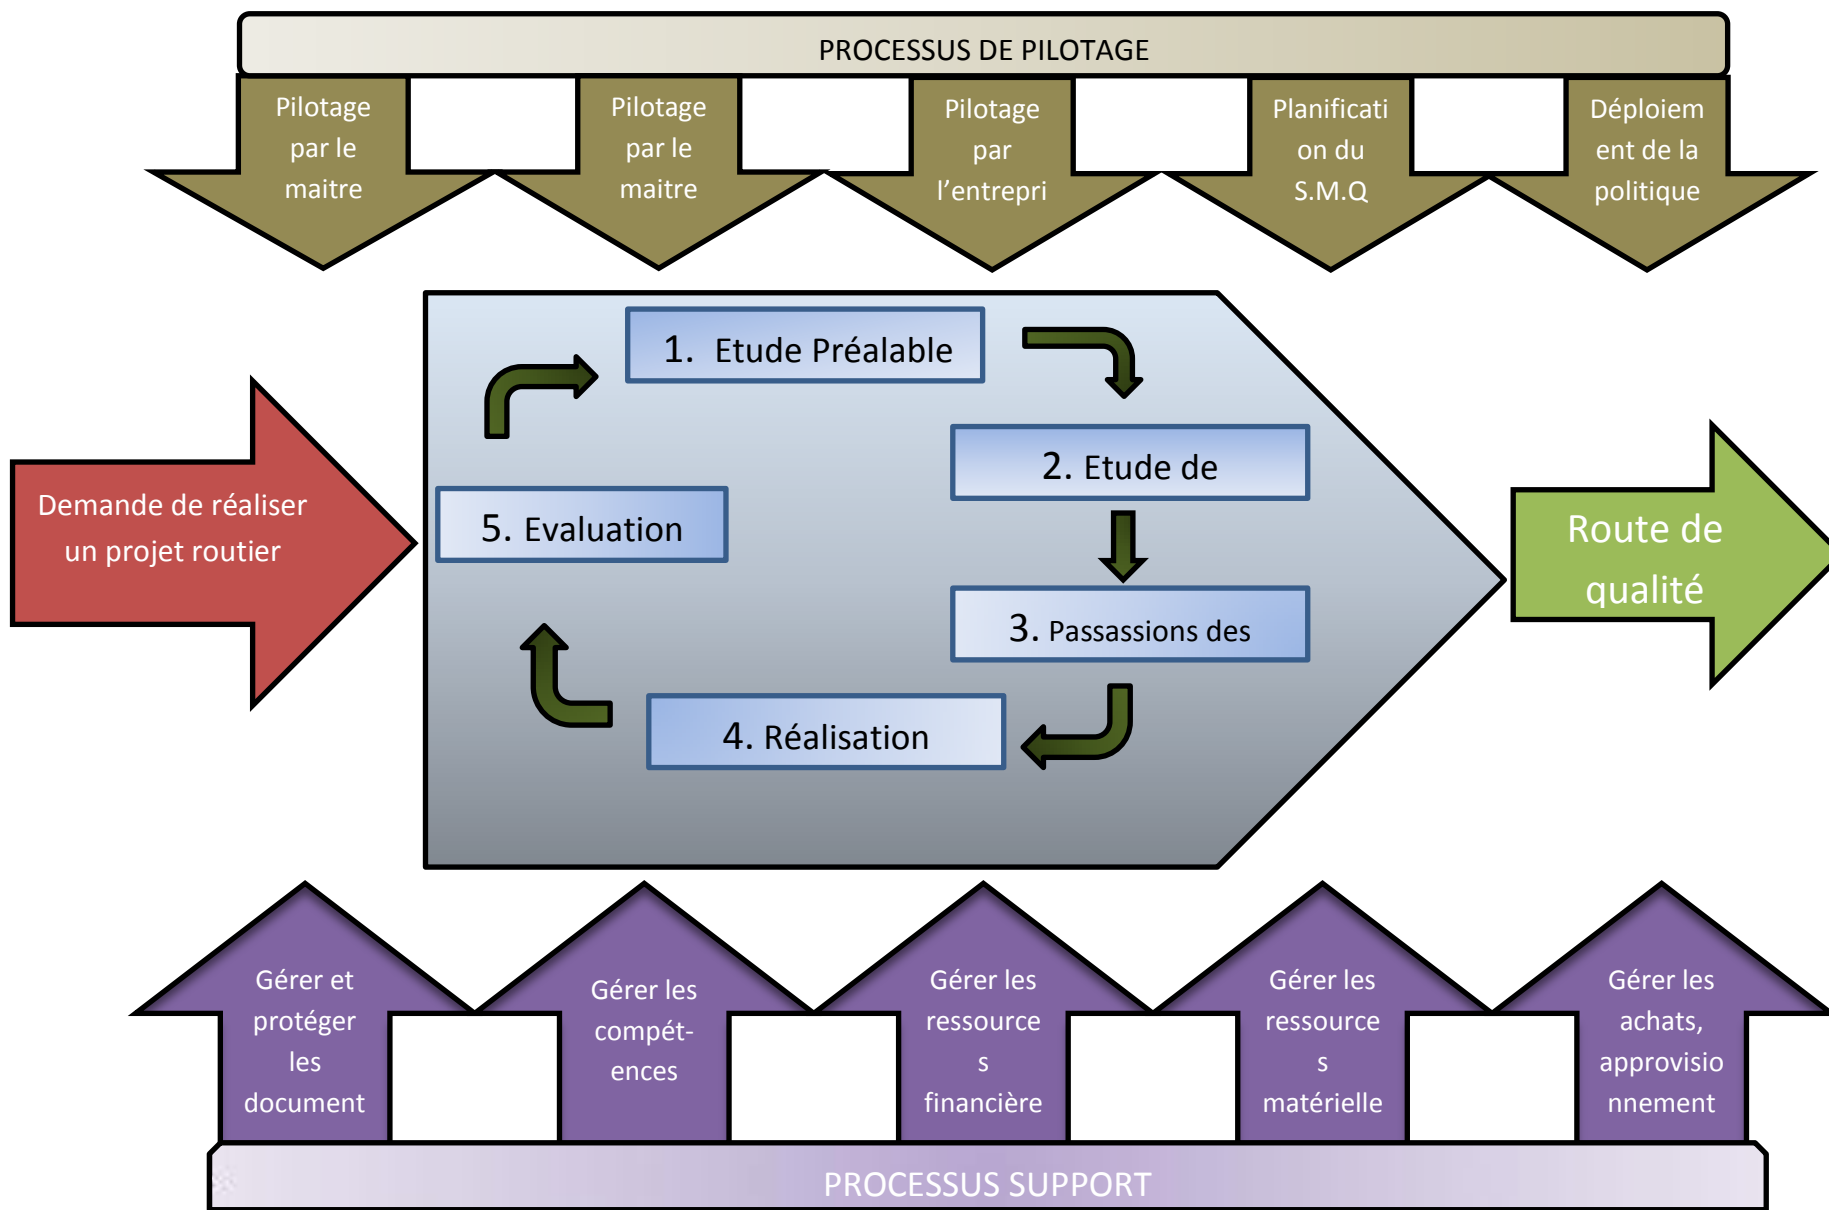 PROCESSUS DE PILOTAGE
Pilotage
par le
maitre
Pilotage
par le
maitre
Pilotage
par
l’entrepri
Planificati
on du
S.M.Q
Déploiem
ent de la
politique
1. Etude Préalable
2. Etude de
3. Passassions des
4. Réalisation
5. Evaluation
Demande de réaliser
un projet routier
Route de
qualité
Gérer et
protéger
les
document
Gérer les
compét-
ences
Gérer les
ressource
s
financière
Gérer les
ressource
s
matérielle
Gérer les
achats,
approvisio
nnement
PROCESSUS SUPPORT